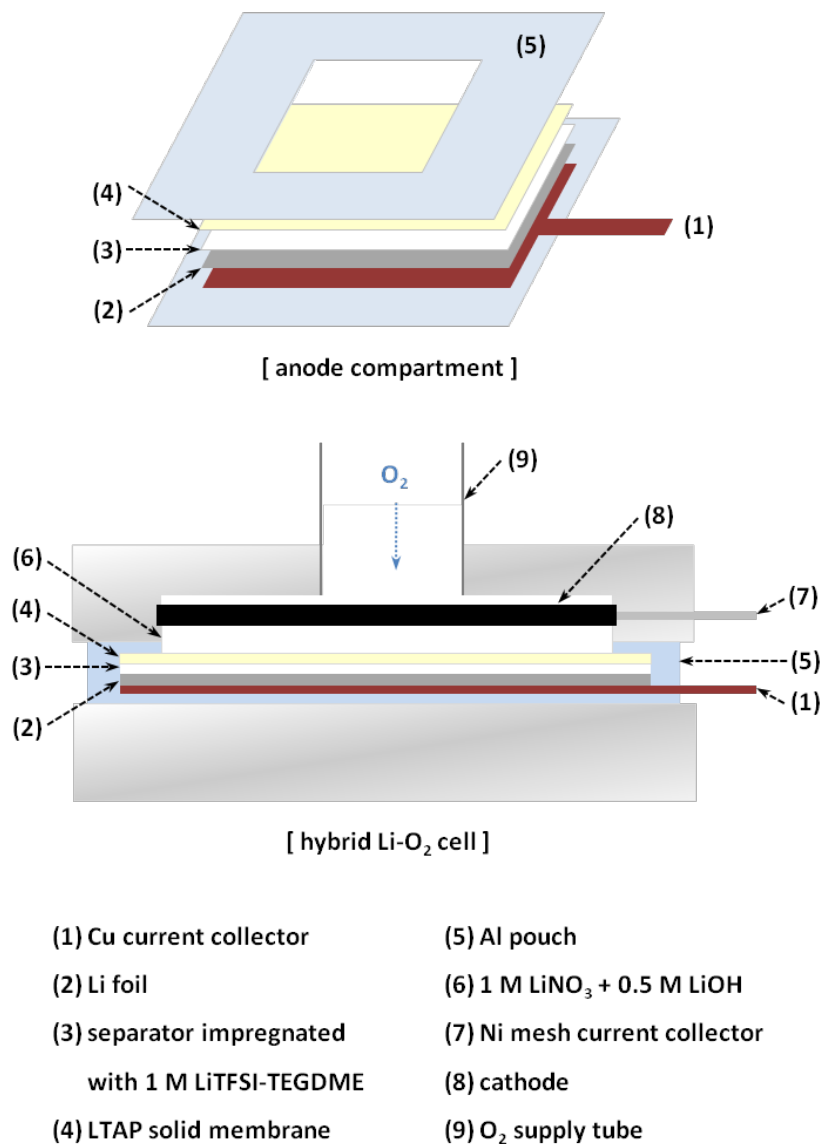 (5)
(4)
(3)
(2)
(1)
[ anode compartment ]
O₂
(9)
(8)
(6)
(7)
(4)
(3)
(5)
(2)
(1)
[ hybrid Li-O₂ cell ]
(1) Cu current collector
(2) Li foil
(3) separator impregnated
with 1 M LiTFSI-TEGDME
(4) LTAP solid membrane
(5) Al pouch
(6) 1 M LiNO₃ + 0.5 M LiOH
(7) Ni mesh current collector
(8) cathode
(9) O₂ supply tube